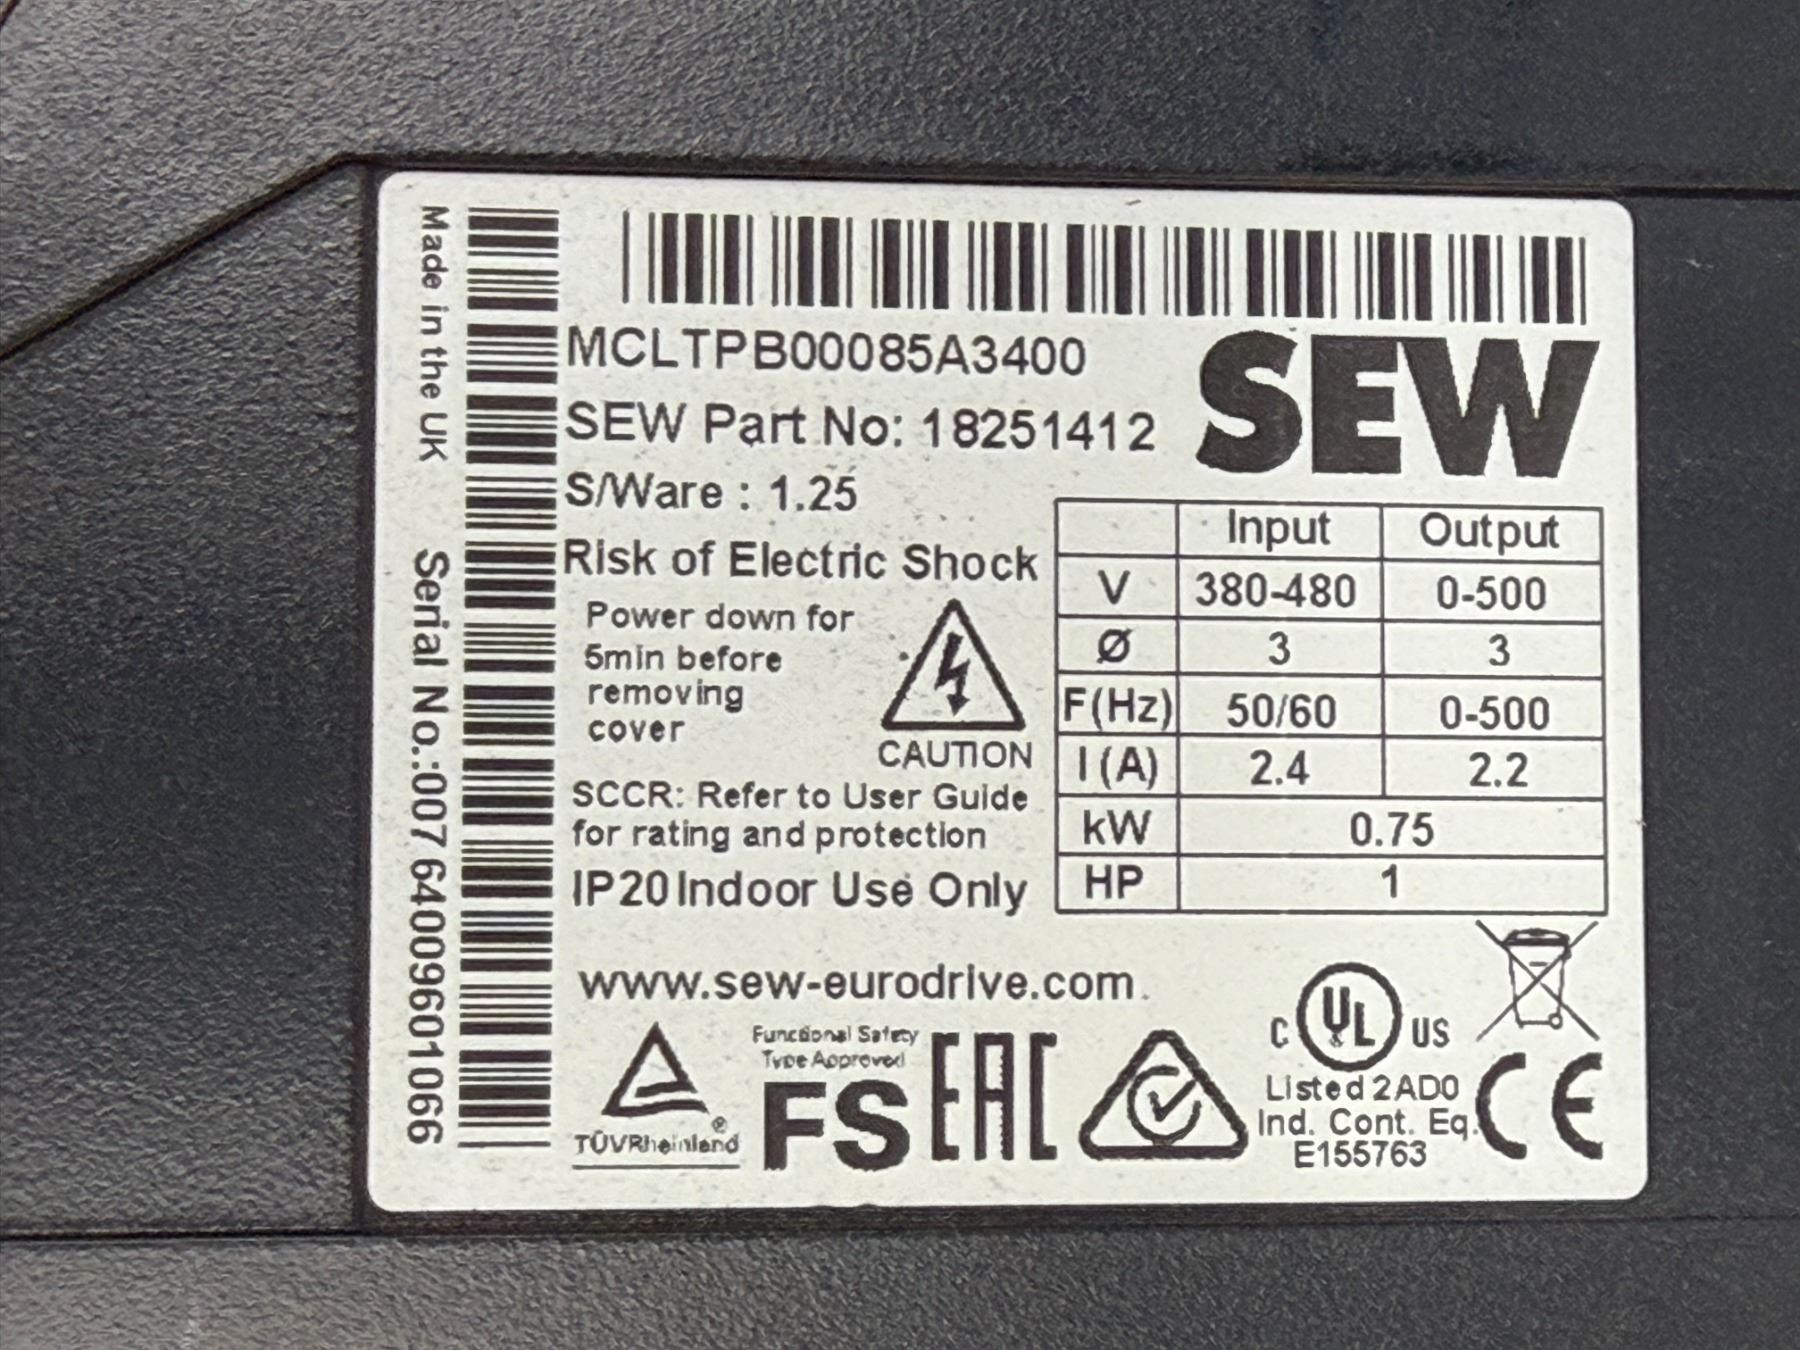 MCLTPB00085A3400
SEW Part No: 18251412
S/Ware : 1.25
SEW
Risk of Electric Shock
Power down for
5min before
removing
cover
CAUTION
SCCR: Refer to User Guide
for rating and protection
IP20 Indoor Use Only
Input Output
V 380-480 0-500
Ø 3 3
F(Hz) 50/60 0-500
I (A) 2.4 2.2
kW 0.75
HP 1
www.sew-eurodrive.com
TÜVRheinland®
Functional Safety
Type Approved
FS
EAC
C UL US
Listed 2AD0
Ind. Cont. Eq.
E155763
CE
Made in the UK
Serial No.:00764009601066